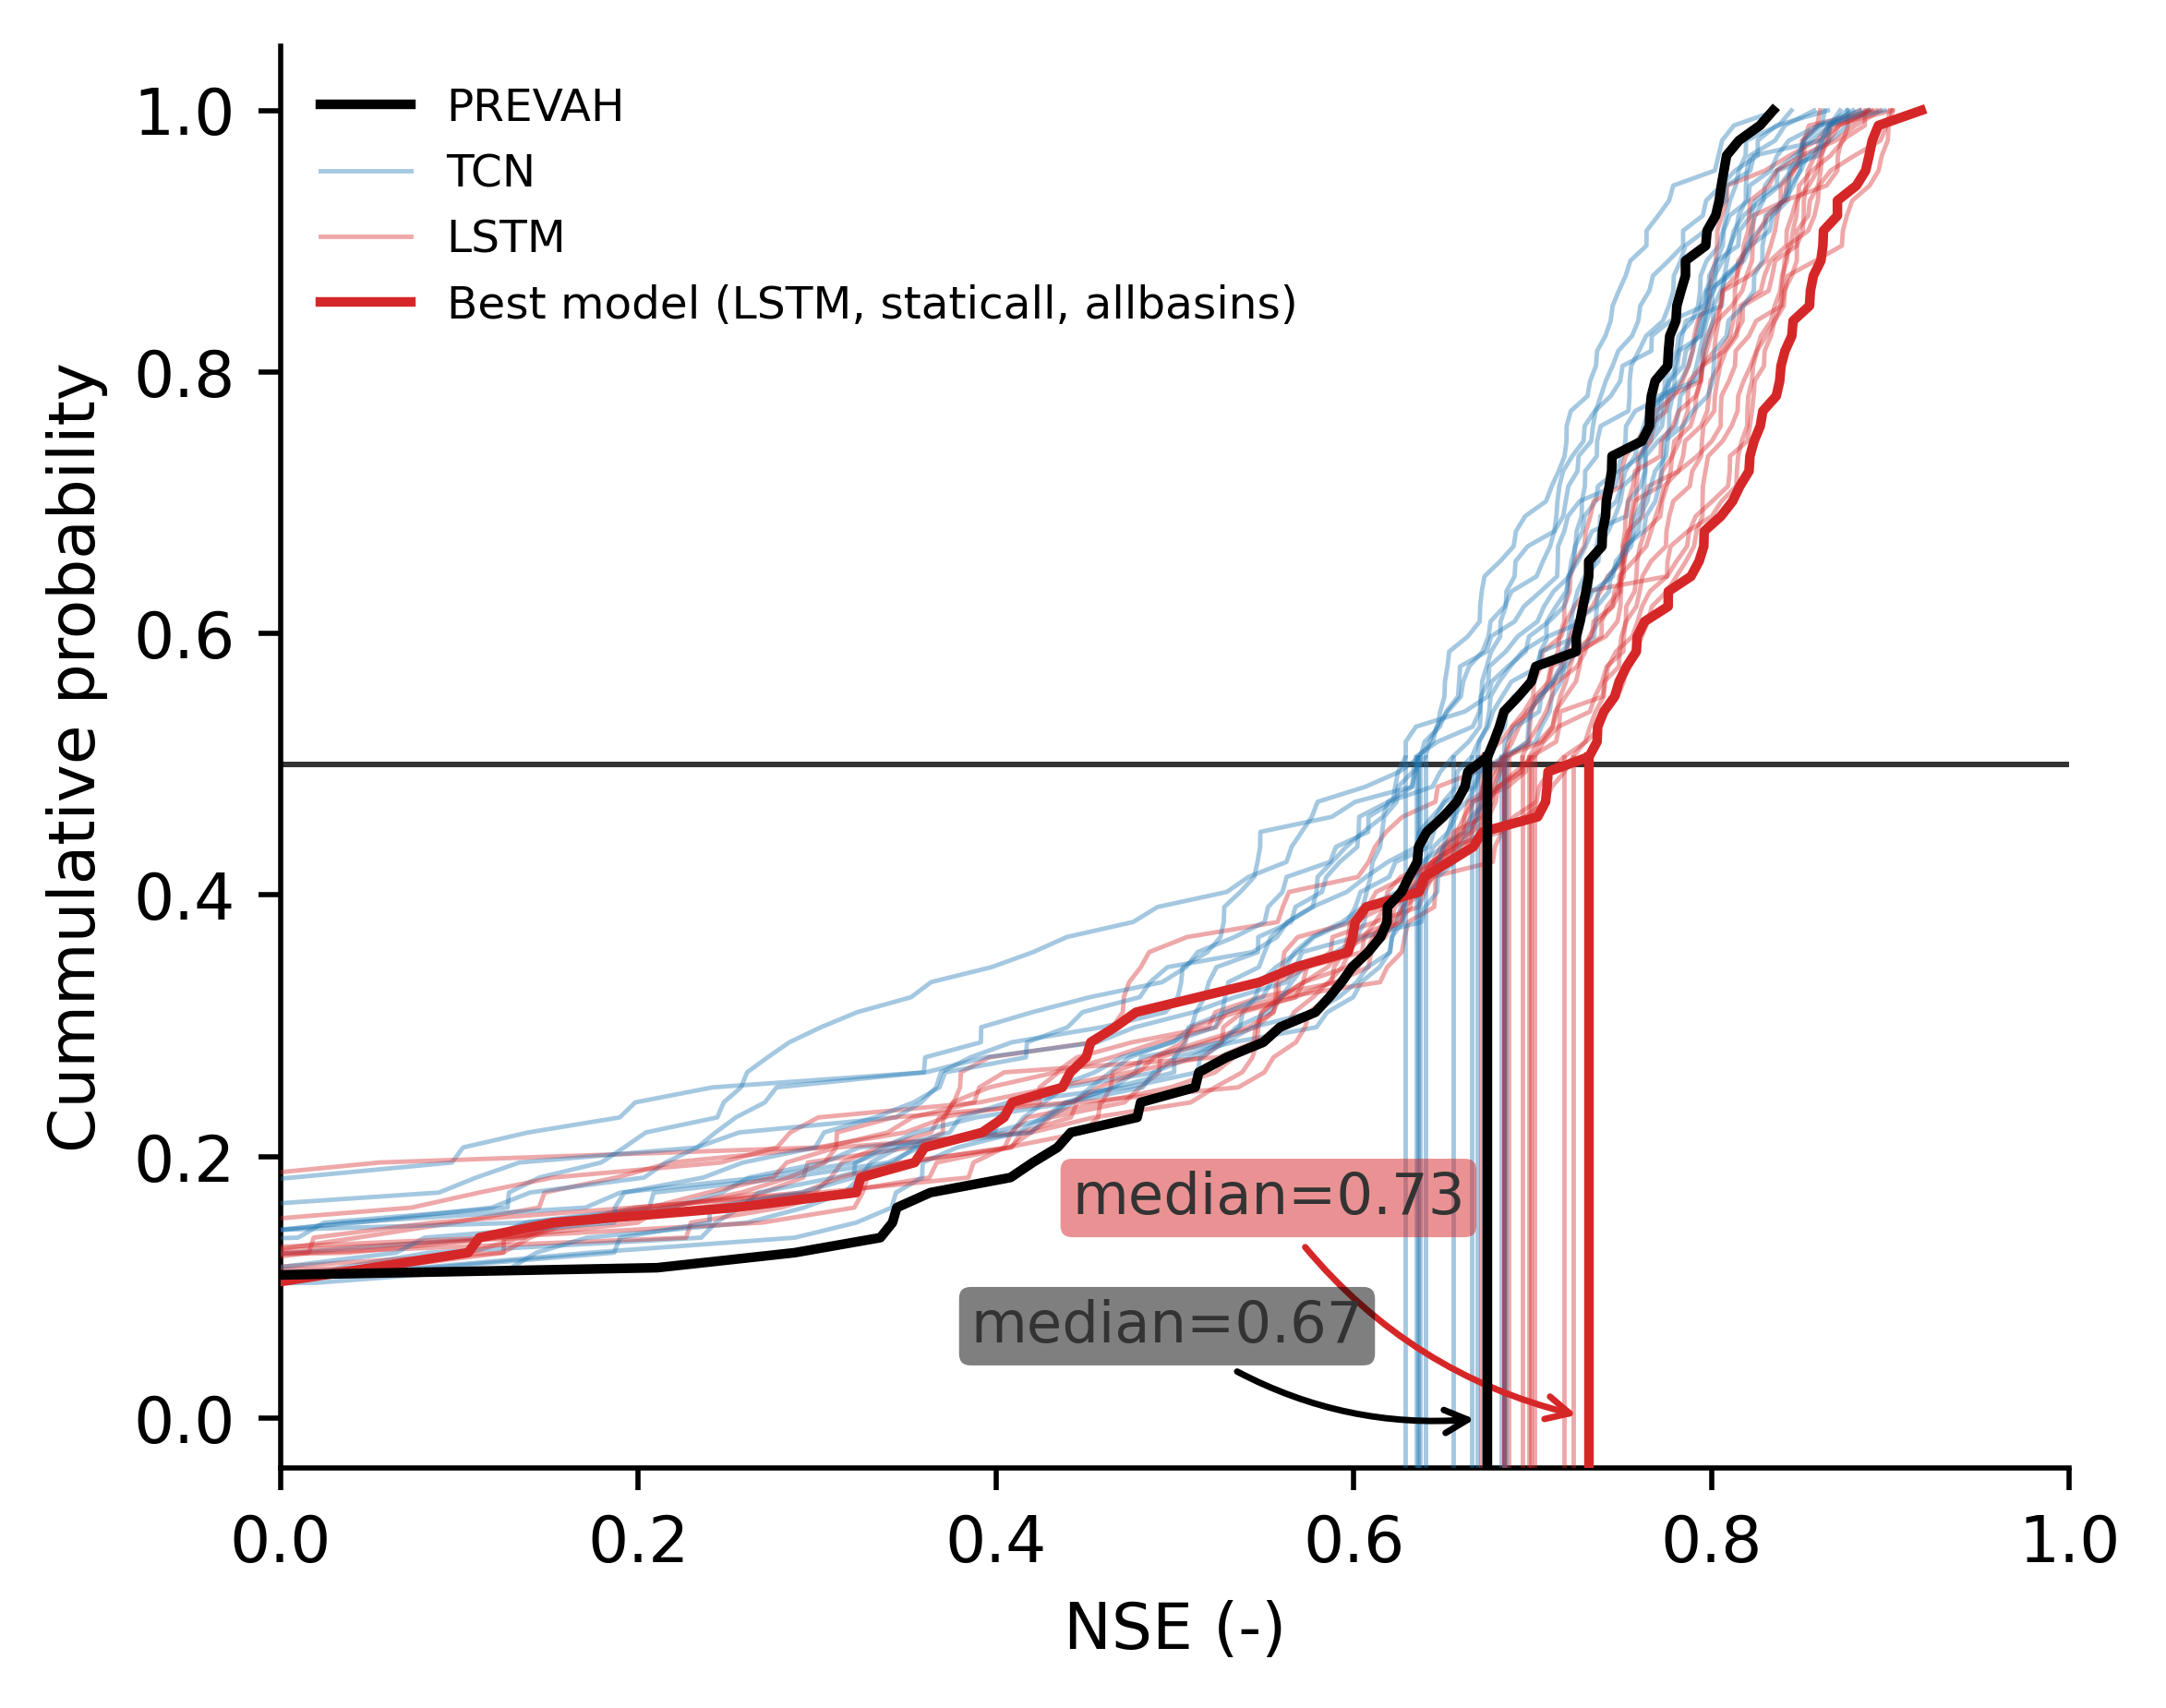 PREVAH
TCN
LSTM
Best model (LSTM, staticall, allbasins)
Cummulative probability
1.0
0.8
0.6
0.4
0.2
0.0
median=0.73
median=0.67
0.0 0.2 0.4 0.6 0.8 1.0
NSE (-)